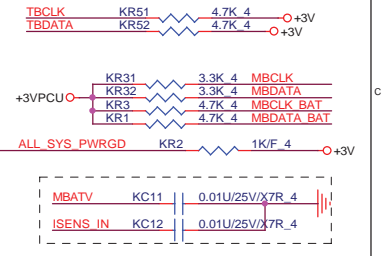 TBCLK KR51 4.7K_4 +3V
TBDATA KR52 4.7K_4 +3V
KR31 3.3K_4 MBCLK
KR32 3.3K_4 MBDATA
+3VPCU KR3 4.7K_4 MBCLK_BAT
KR1 4.7K_4 MBDATA_BAT
C
ALL_SYS_PWRGD KR2 1K/F_4 +3V
MBATV KC11 0.01U/25V/X7R_4
ISENS_IN KC12 0.01U/25V/X7R_4